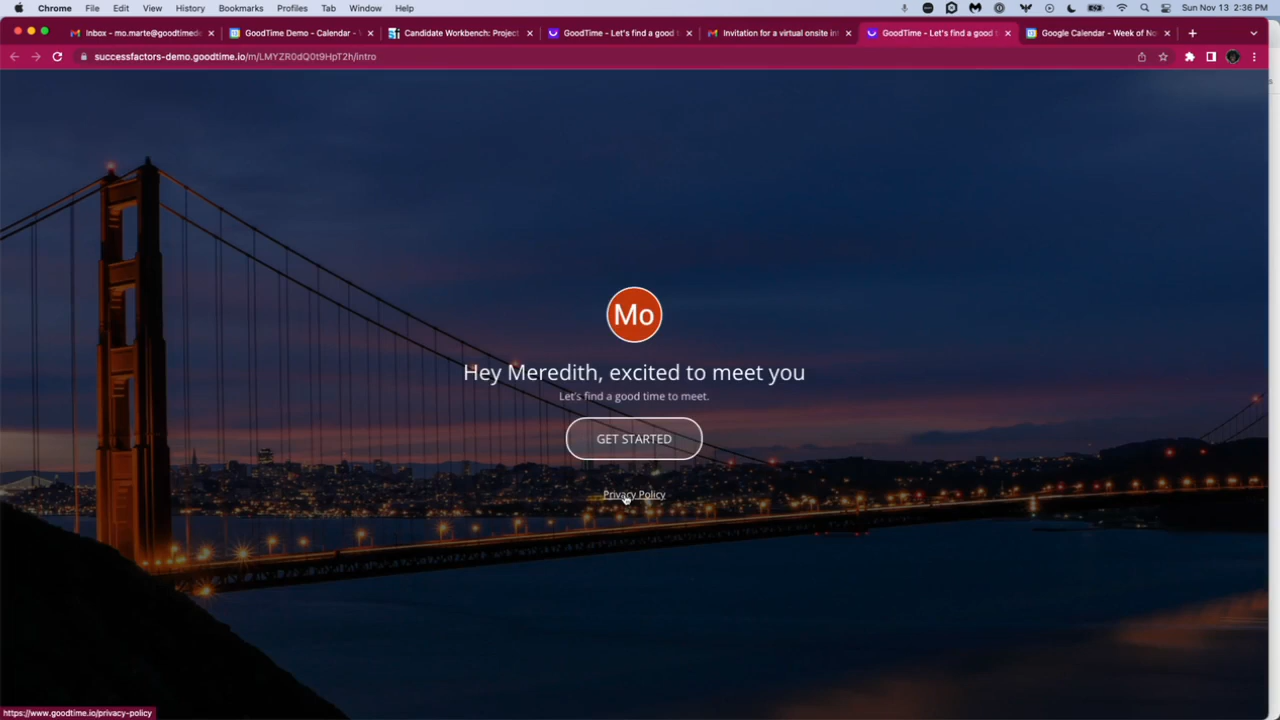 Chrome File Edit View History Bookmarks Profiles Tab Window Help Sun Nov 13 2:36 PM
Inbox - mo.marte@goodtimede GoodTime Demo - Calendar - Candidate Workbench: Project GoodTime - Let's find a good Invitation for a virtual onsite in GoodTime - Let's find a good Google Calendar - Week of No
successfactors-demo.goodtime.io/m/LMYZR0dQ0t9HpT2h/intro
Mo
Hey Meredith, excited to meet you
Let's find a good time to meet.
GET STARTED
Privacy Policy
https://www.goodtime.io/privacy-policy